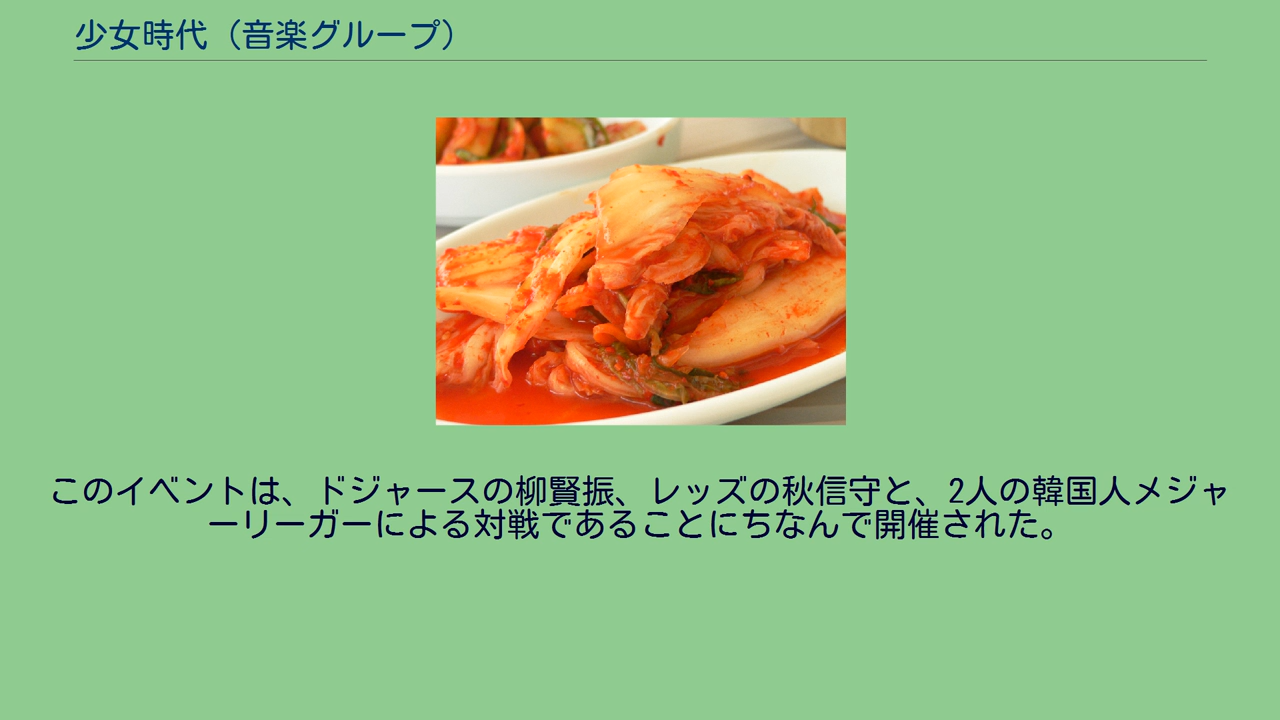 少女時代（音楽グループ）
このイベントは、ドジャースの柳賢振、レッズの秋信守と、2人の韓国人メジャ
ーリーガーによる対戦であることにちなんで開催された。